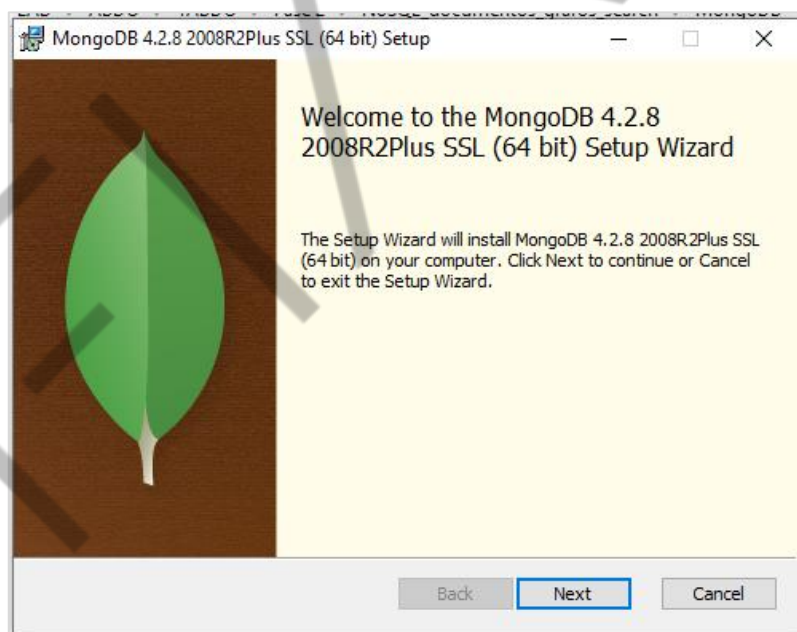 MongoDB 4.2.8 2008R2Plus SSL (64 bit) Setup
Welcome to the MongoDB 4.2.8
2008R2Plus SSL (64 bit) Setup Wizard
The Setup Wizard will install MongoDB 4.2.8 2008R2Plus SSL
(64 bit) on your computer. Click Next to continue or Cancel
to exit the Setup Wizard.
Back Next Cancel